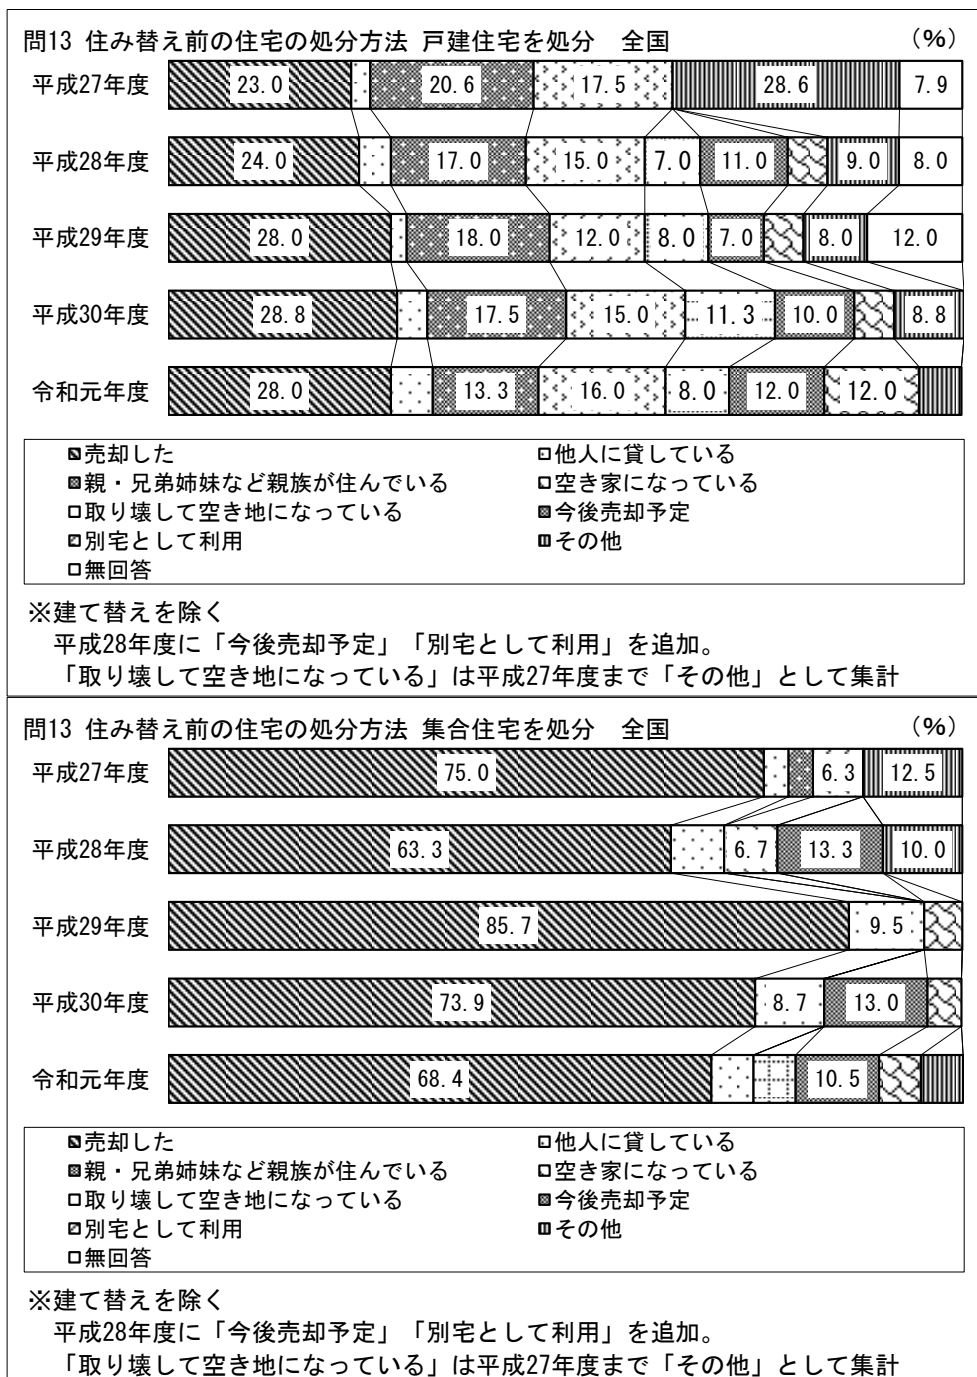 問13 住み替え前の住宅の処分方法 戸建住宅を処分　全国 (%)
平成27年度 23.0 20.6 17.5 28.6 7.9
平成28年度 24.0 17.0 15.0 7.0 11.0 9.0 8.0
平成29年度 28.0 18.0 12.0 8.0 7.0 8.0 12.0
平成30年度 28.8 17.5 15.0 11.3 10.0 8.8
令和元年度 28.0 13.3 16.0 8.0 12.0 12.0
売却した 他人に貸している
親・兄弟姉妹など親族が住んでいる 空き家になっている
取り壊して空き地になっている 今後売却予定
別宅として利用 その他
無回答
※建て替えを除く
平成28年度に「今後売却予定」「別宅として利用」を追加。
「取り壊して空き地になっている」は平成27年度まで「その他」として集計
問13 住み替え前の住宅の処分方法 集合住宅を処分　全国 (%)
平成27年度 75.0 6.3 12.5
平成28年度 63.3 6.7 13.3 10.0
平成29年度 85.7 9.5
平成30年度 73.9 8.7 13.0
令和元年度 68.4 10.5
売却した 他人に貸している
親・兄弟姉妹など親族が住んでいる 空き家になっている
取り壊して空き地になっている 今後売却予定
別宅として利用 その他
無回答
※建て替えを除く
平成28年度に「今後売却予定」「別宅として利用」を追加。
「取り壊して空き地になっている」は平成27年度まで「その他」として集計